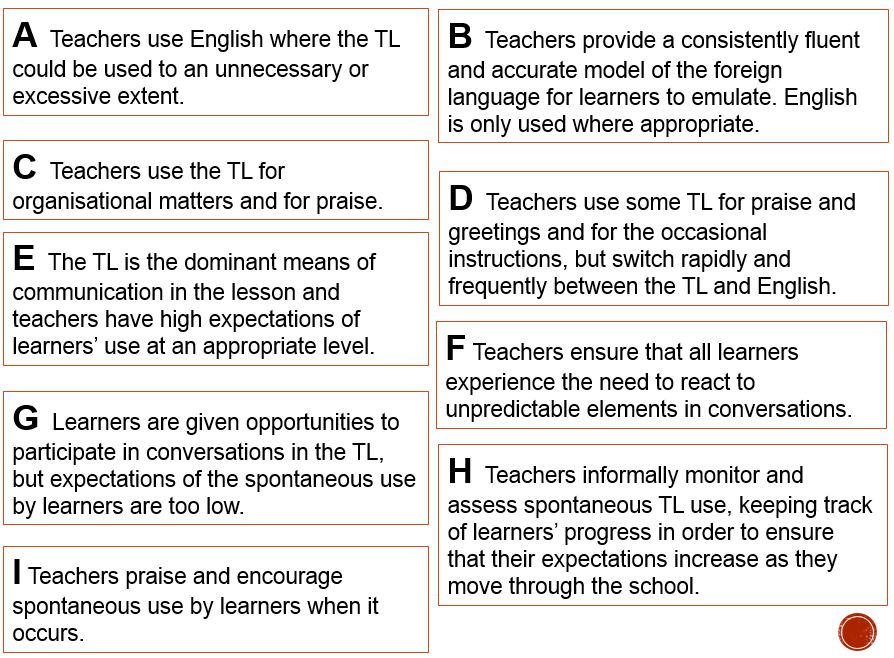 A Teachers use English where the TL
could be used to an unnecessary or
excessive extent.
B Teachers provide a consistently fluent
and accurate model of the foreign
language for learners to emulate. English
is only used where appropriate.
C Teachers use the TL for
organisational matters and for praise.
D Teachers use some TL for praise and
greetings and for the occasional
instructions, but switch rapidly and
frequently between the TL and English.
E The TL is the dominant means of
communication in the lesson and
teachers have high expectations of
learners’ use at an appropriate level.
F Teachers ensure that all learners
experience the need to react to
unpredictable elements in conversations.
G Learners are given opportunities to
participate in conversations in the TL,
but expectations of the spontaneous use
by learners are too low.
H Teachers informally monitor and
assess spontaneous TL use, keeping track
of learners’ progress in order to ensure
that their expectations increase as they
move through the school.
I Teachers praise and encourage
spontaneous use by learners when it
occurs.